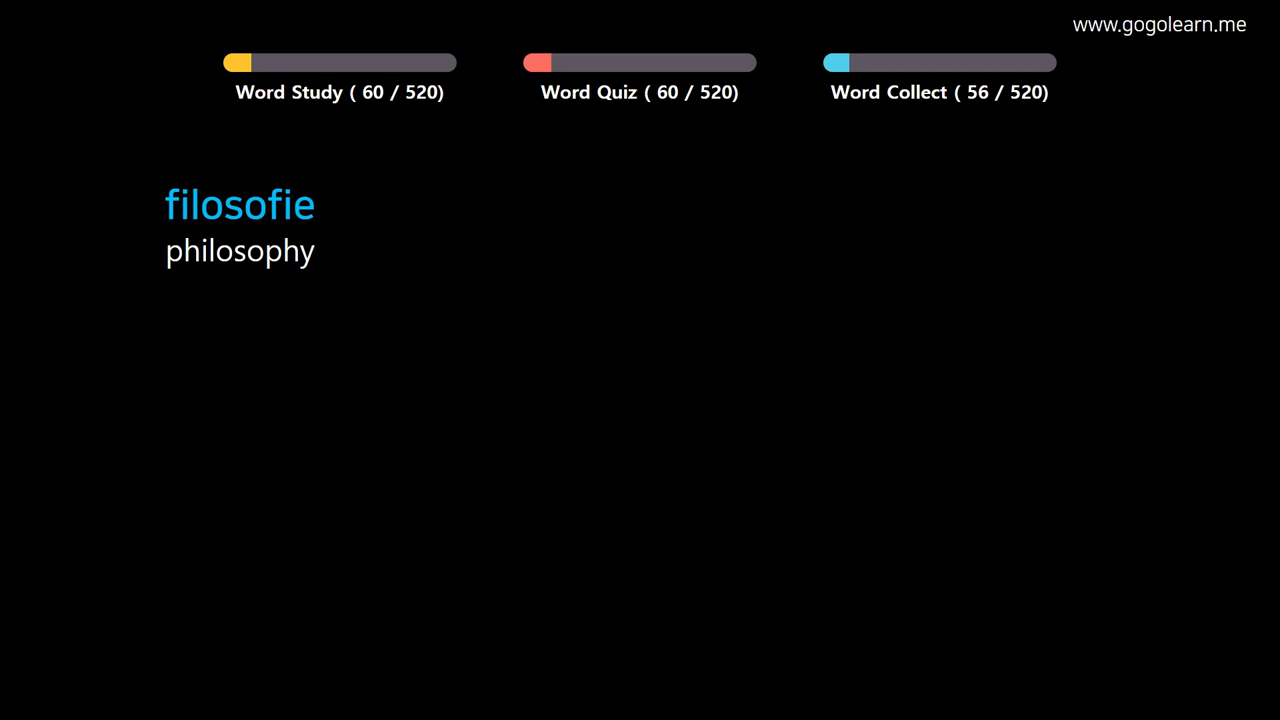 www.gogolearn.me
Word Study ( 60 / 520)
Word Quiz ( 60 / 520)
Word Collect ( 56 / 520)
filosofie
philosophy